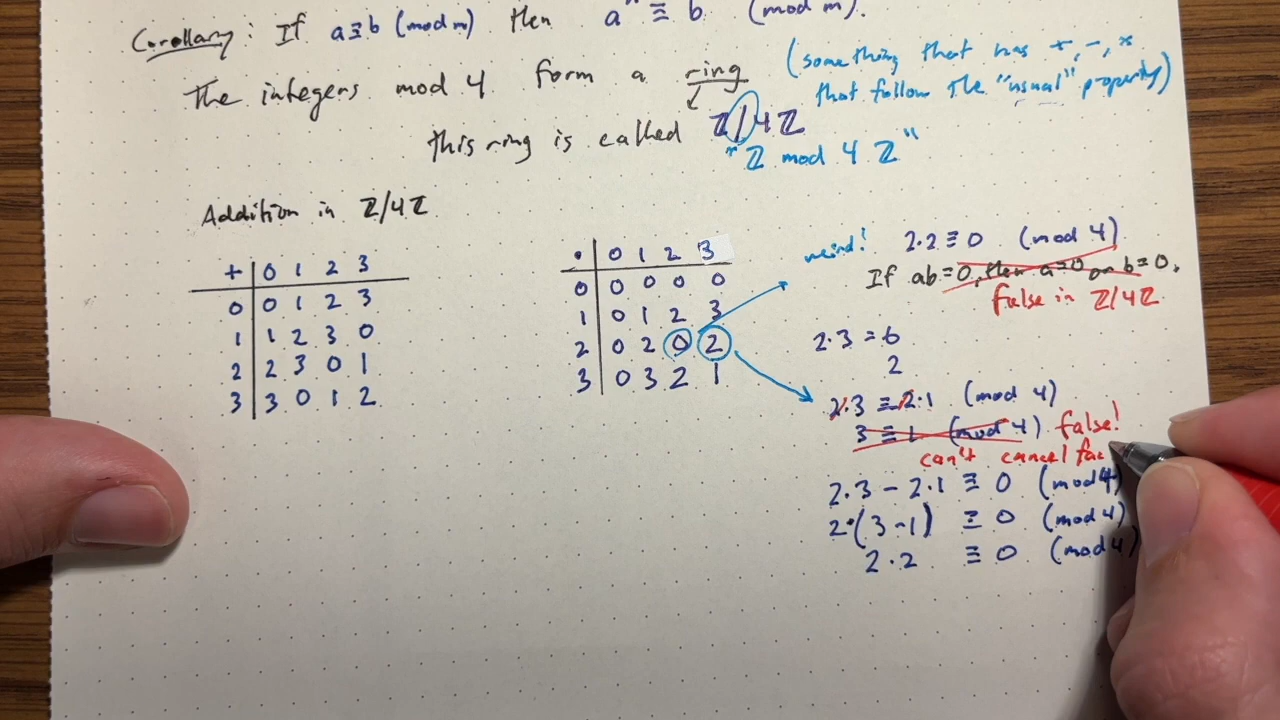 Corollary: If a≡b (mod m) then aⁿ ≡ b (mod m).
The integers mod 4 form a ring (something that has +, -, ×
that follow the "usual" property)
this ring is called ℤ/4ℤ
"ℤ mod 4 ℤ"
Addition in ℤ/4ℤ
+ 0 1 2 3
0 0 1 2 3
1 1 2 3 0
2 2 3 0 1
3 3 0 1 2
• 0 1 2 3
0 0 0 0 0
1 0 1 2 3
2 0 2 0 2
3 0 3 2 1
weird! 2·2 ≡ 0 (mod 4)
If ab=0, then a=0 or b=0.
false in ℤ/4ℤ
2·3 = 6
2
2·3 ≡ 2·1 (mod 4)
3 ≡ 1 (mod 4) false!
can't cancel fac
2·3 - 2·1 ≡ 0 (mod 4)
2·(3-1) ≡ 0 (mod 4)
2·2 ≡ 0 (mod 4)